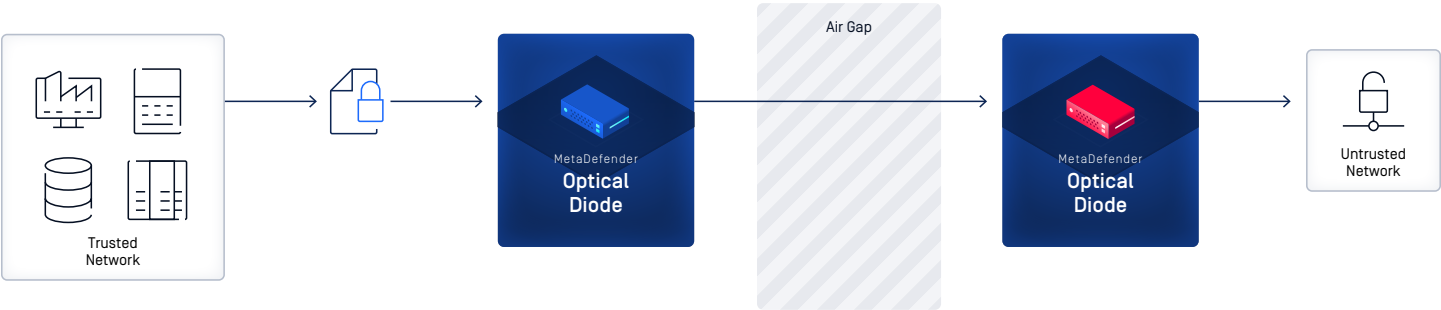 Trusted
Network
MetaDefender
Optical
Diode
Air Gap
MetaDefender
Optical
Diode
Untrusted
Network